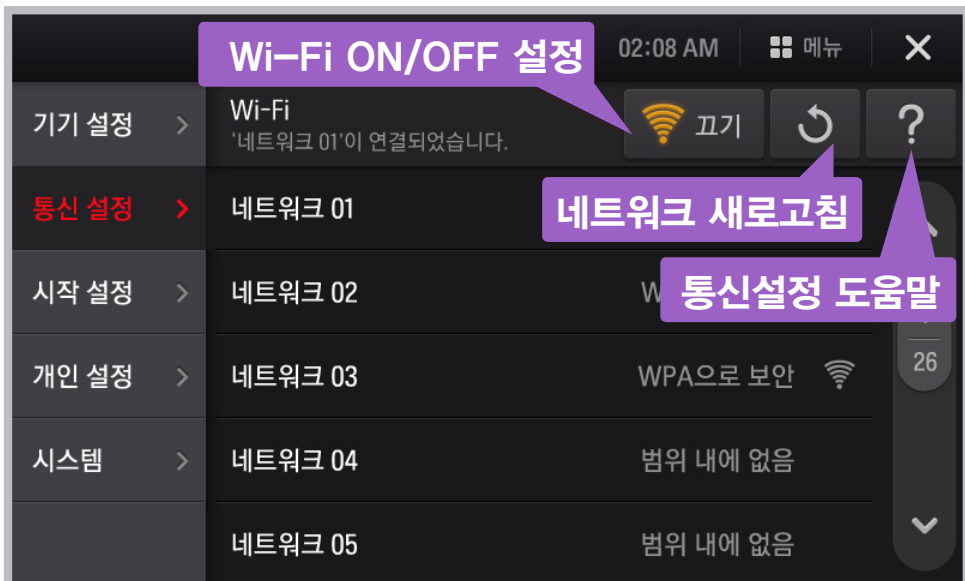 Wi-Fi ON/OFF 설정
02:08 AM
메뉴
기기 설정
Wi-Fi
'네트워크 01'이 연결되었습니다.
끄기
?
통신 설정
네트워크 01
네트워크 새로고침
시작 설정
네트워크 02
통신설정 도움말
개인 설정
네트워크 03
WPA으로 보안
26
시스템
네트워크 04
범위 내에 없음
네트워크 05
범위 내에 없음